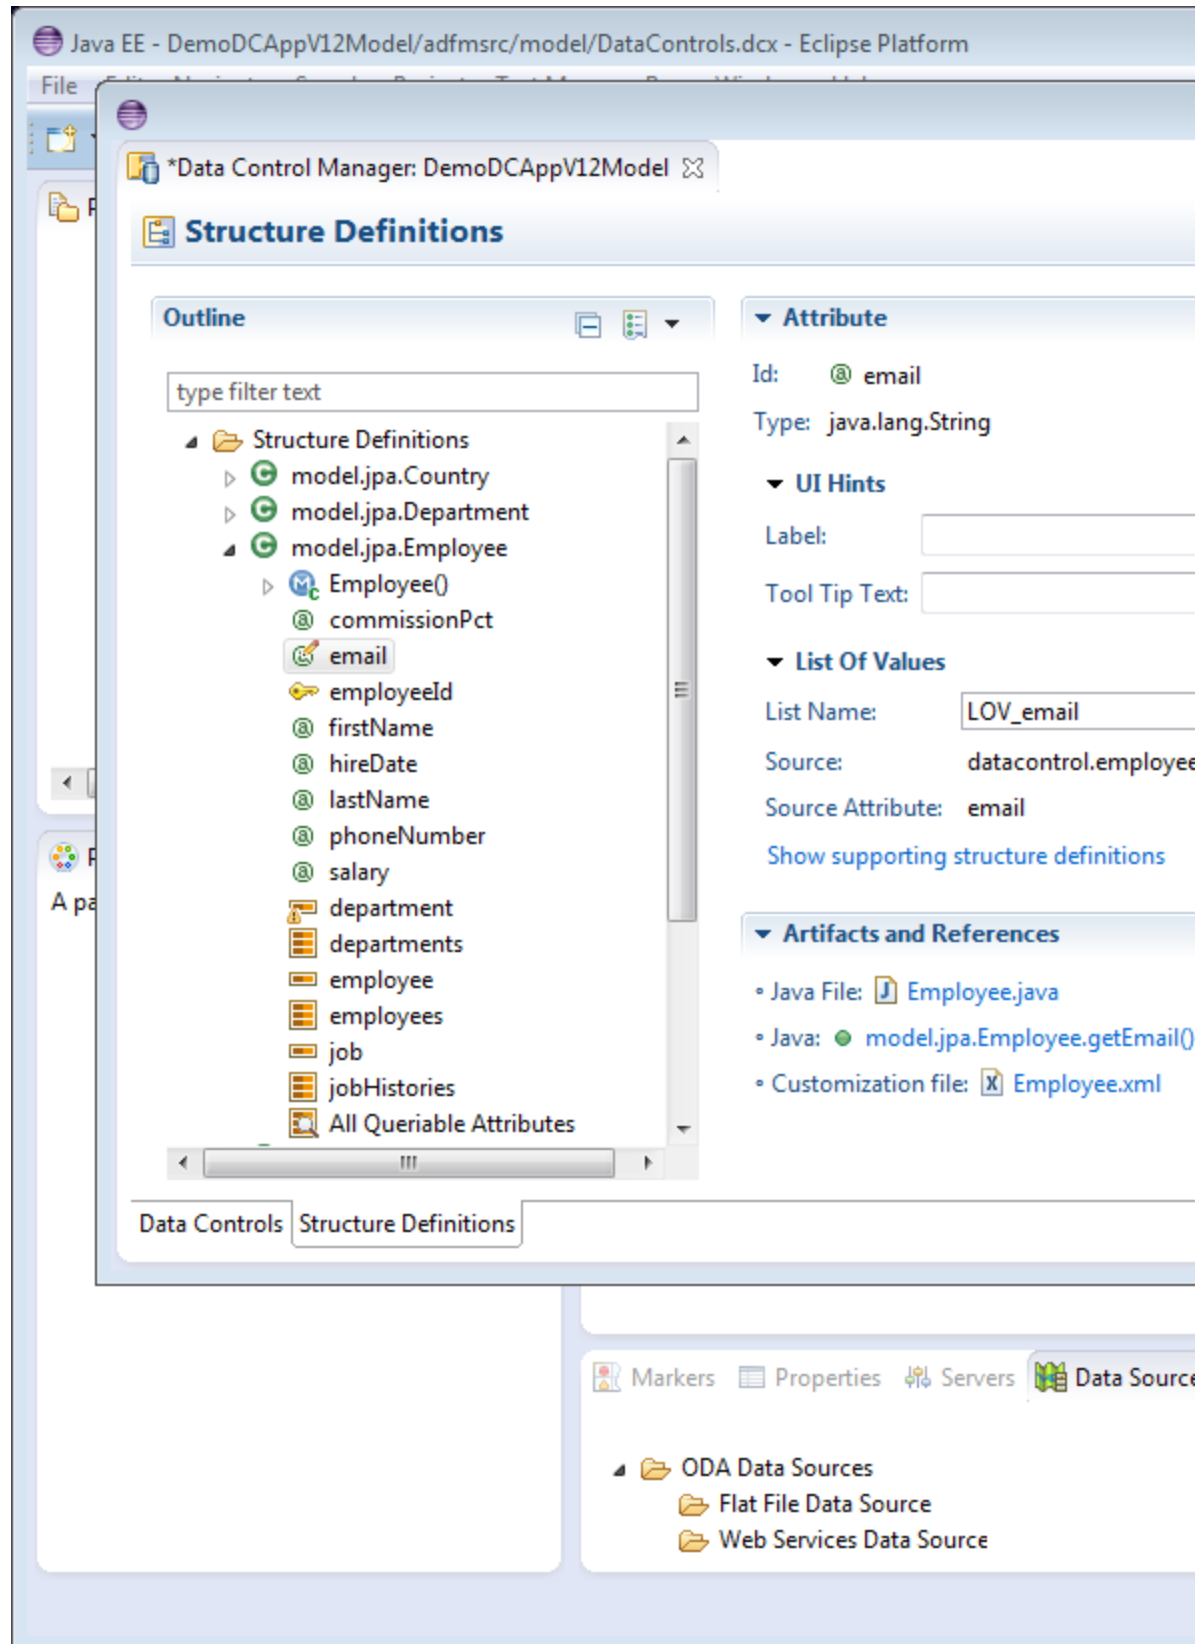 Java EE - DemoDCAppV12Model/adfmsrc/model/DataControls.dcx - Eclipse Platform
File
*Data Control Manager: DemoDCAppV12Model
Structure Definitions
Outline
type filter text
Structure Definitions
model.jpa.Country
model.jpa.Department
model.jpa.Employee
Employee()
commissionPct
email
employeeId
firstName
hireDate
lastName
phoneNumber
salary
department
departments
employee
employees
job
jobHistories
All Queriable Attributes
Attribute
Id: email
Type: java.lang.String
UI Hints
Label:
Tool Tip Text:
List Of Values
List Name: LOV_email
Source: datacontrol.employee
Source Attribute: email
Show supporting structure definitions
Artifacts and References
Java File: Employee.java
Java: model.jpa.Employee.getEmail()
Customization file: Employee.xml
Data Controls Structure Definitions
A pa
Markers Properties Servers Data Source
ODA Data Sources
Flat File Data Source
Web Services Data Source